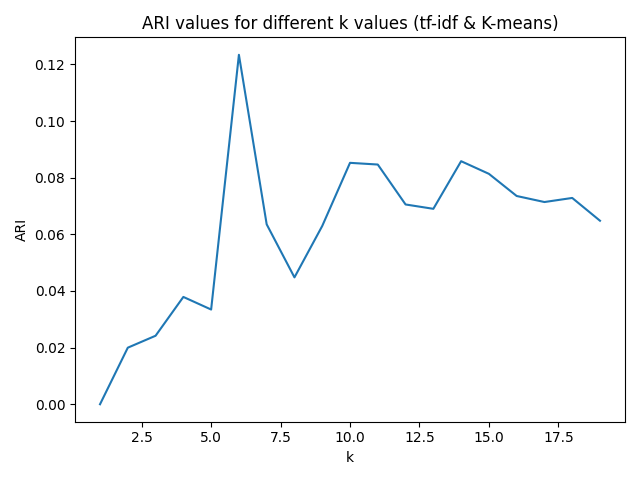 ARI values for different k values (tf-idf & K-means)
0.12
0.10
0.08
ARI
0.06
0.04
0.02
0.00
2.5 5.0 7.5 10.0 12.5 15.0 17.5
k